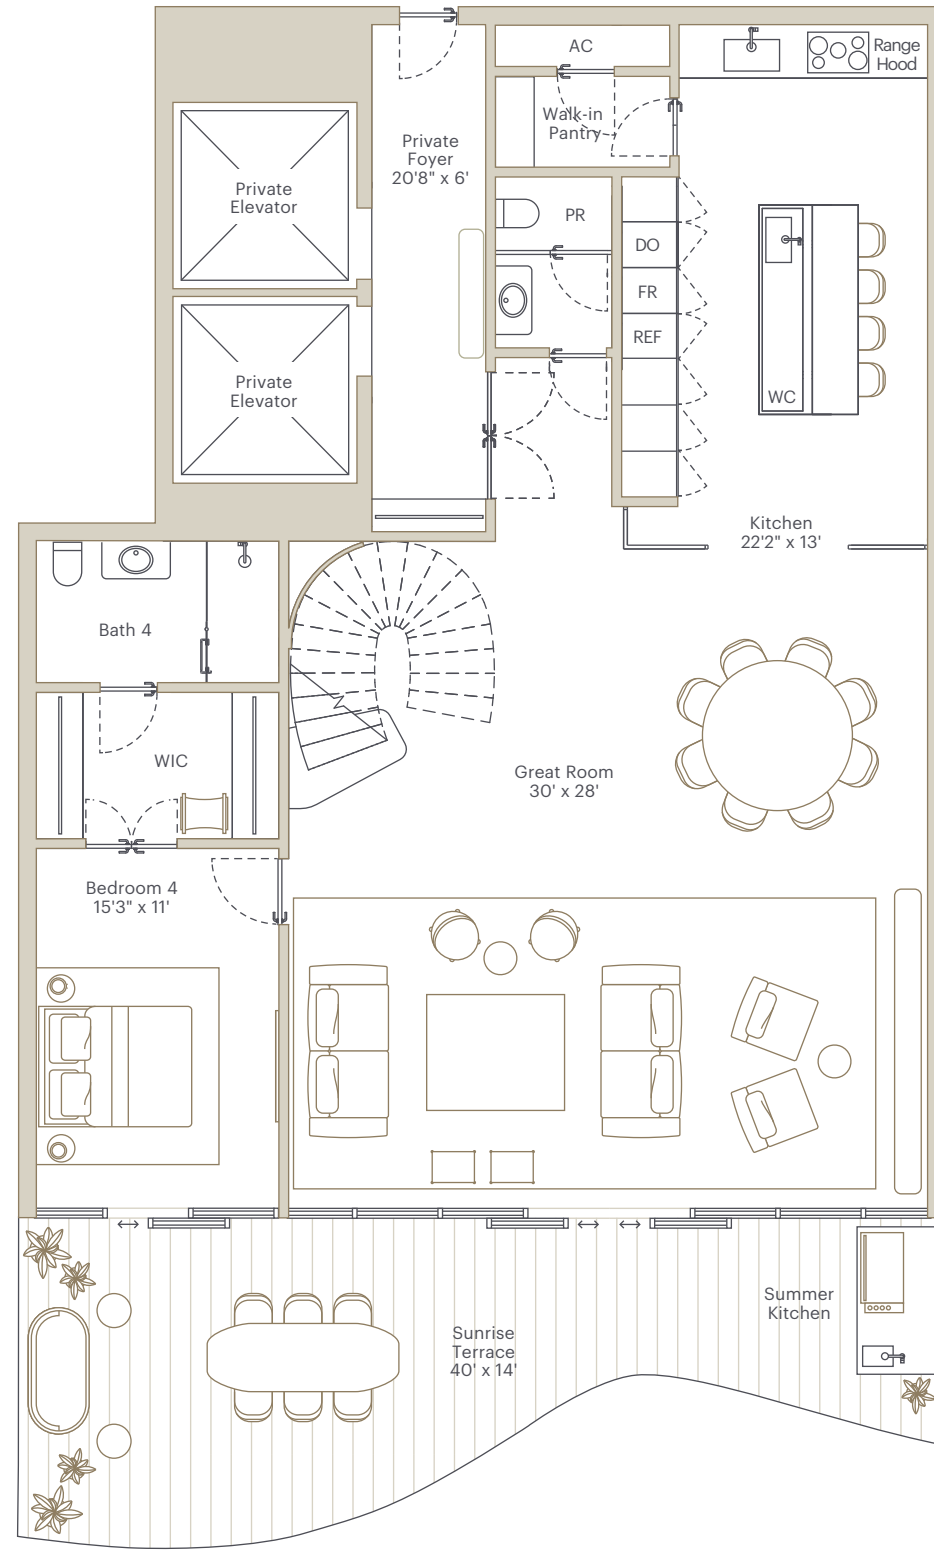 AC
Range
Hood
Walk-in
Pantry
Private
Foyer
20'8" x 6'
Private
Elevator
PR
DO
FR
REF
Private
Elevator
WC
Kitchen
22'2" x 13'
Bath 4
WIC
Great Room
30' x 28'
Bedroom 4
15'3" x 11'
Summer
Kitchen
Sunrise
Terrace
40' x 14'